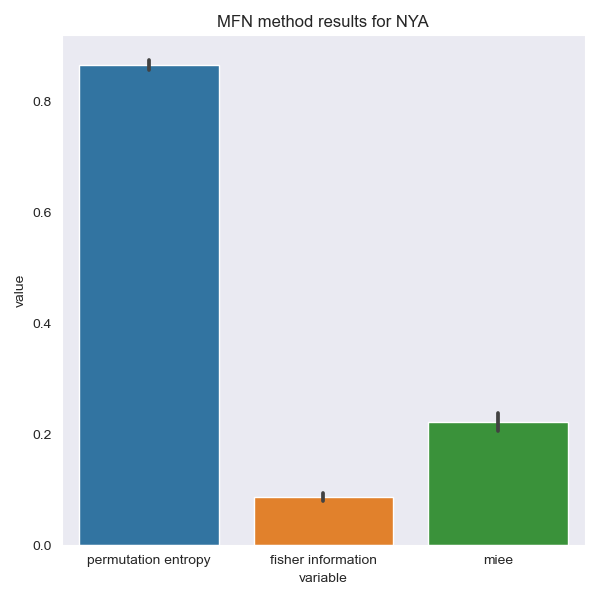 MFN method results for NYA
0.8
0.6
0.4
0.2
0.0
value
permutation entropy
fisher information
miee
variable